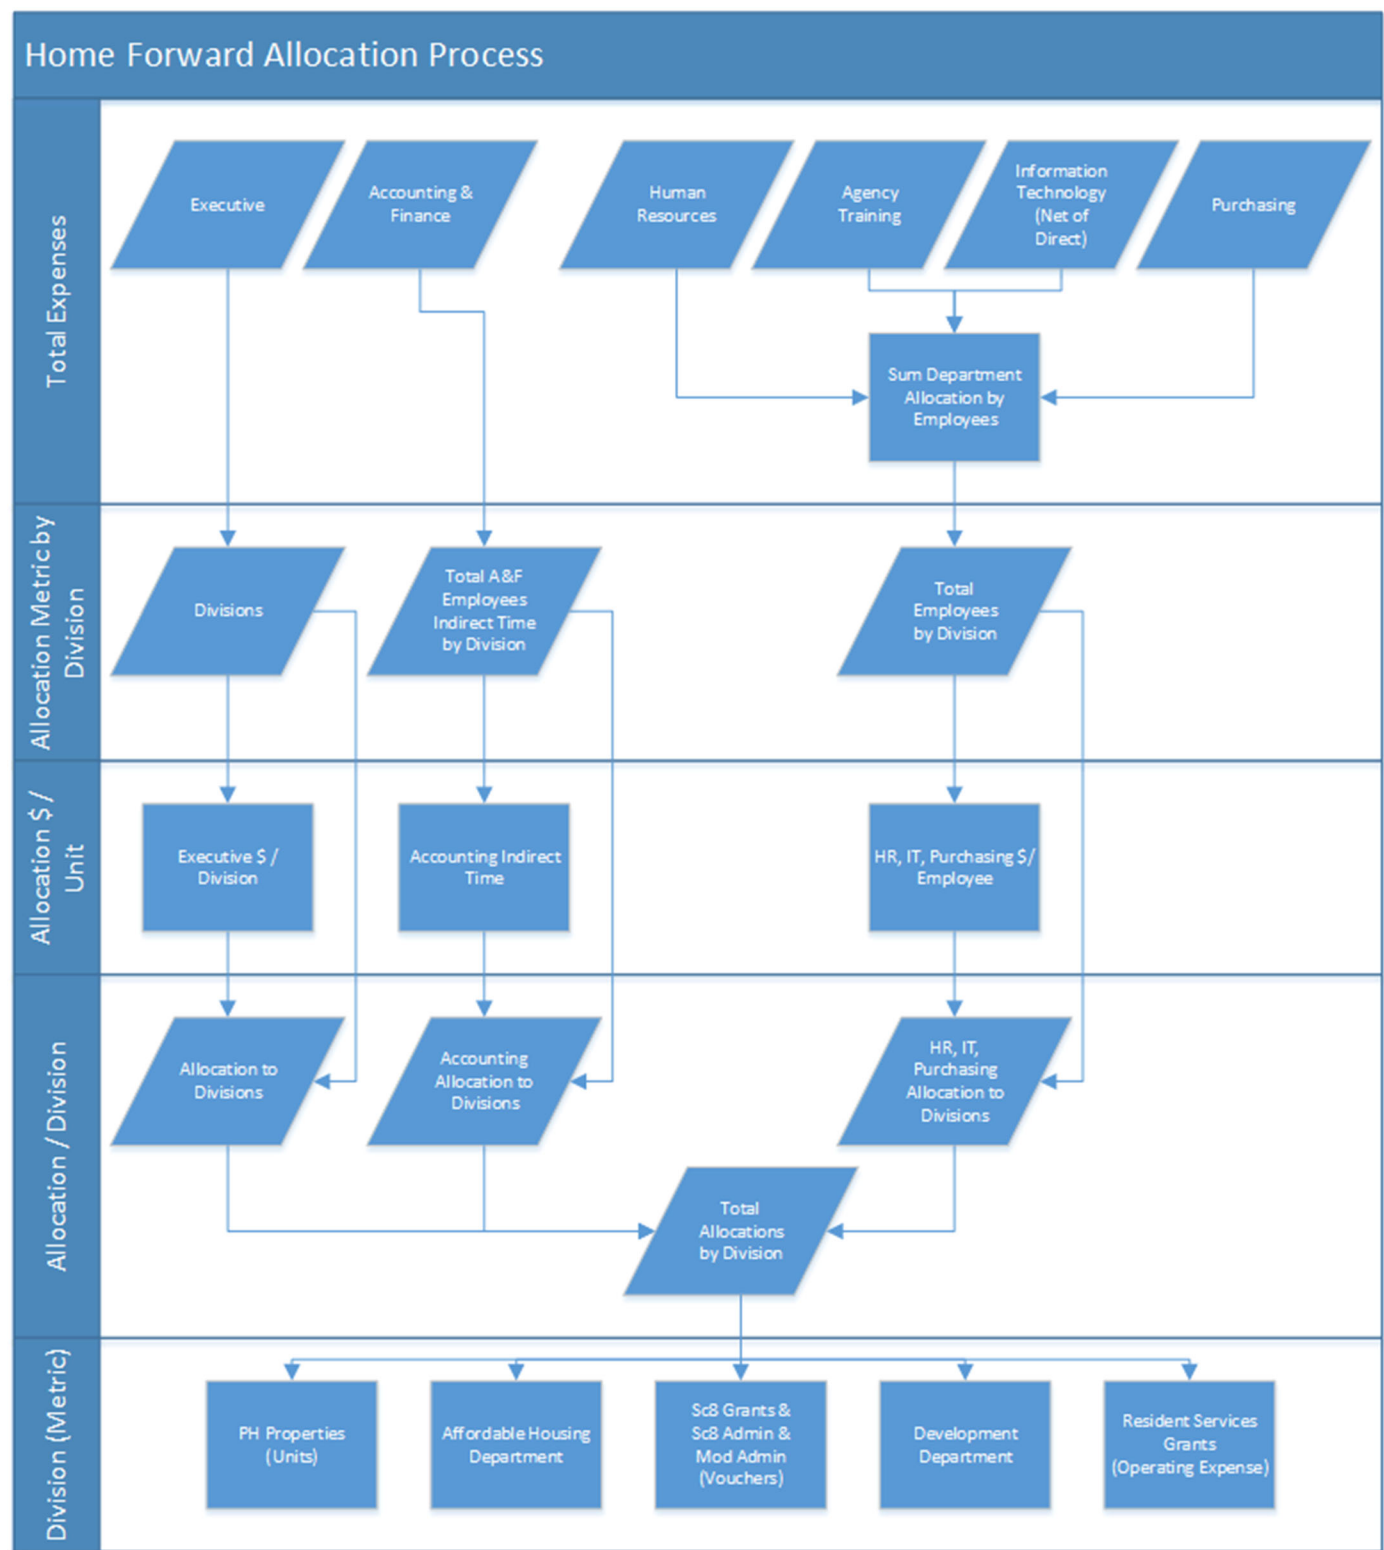 Home Forward Allocation Process
Total Expenses
Executive
Accounting &
Finance
Human
Resources
Agency
Training
Information
Technology
(Net of
Direct)
Purchasing
Sum Department
Allocation by
Employees
Allocation Metric by
Division
Divisions
Total A&F
Employees
Indirect Time
by Division
Total
Employees
by Division
Allocation $ /
Unit
Executive $ /
Division
Accounting Indirect
Time
HR, IT, Purchasing $/
Employee
Allocation / Division
Allocation to
Divisions
Accounting
Allocation to
Divisions
HR, IT,
Purchasing
Allocation to
Divisions
Total
Allocations
by Division
Division (Metric)
PH Properties
(Units)
Affordable Housing
Department
Sc8 Grants &
Sc8 Admin &
Mod Admin
(Vouchers)
Development
Department
Resident Services
Grants
(Operating Expense)